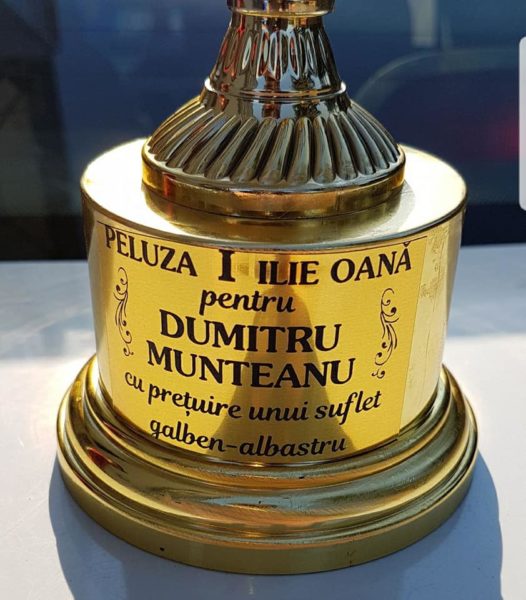 PELUZA I ILIE OANĂ
pentru
DUMITRU
MUNTEANU
cu prețuire unui suflet
galben-albastru